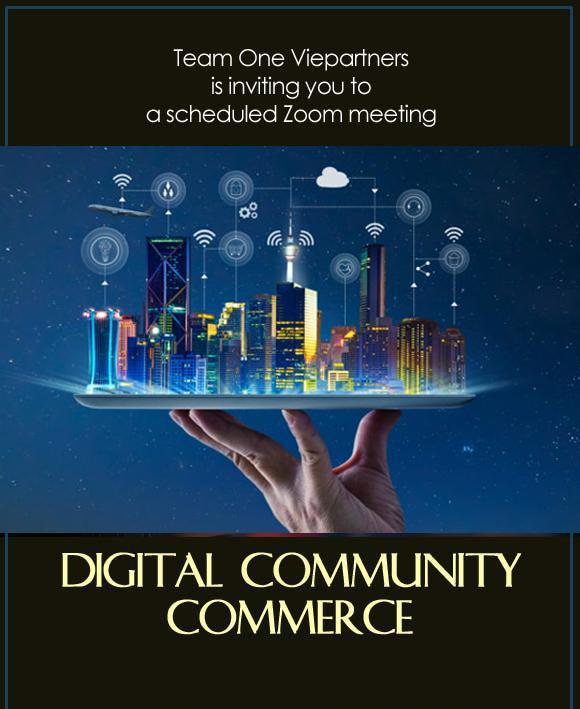 Team One Viepartners
is inviting you to
a scheduled Zoom meeting
DIGITAL COMMUNITY
COMMERCE